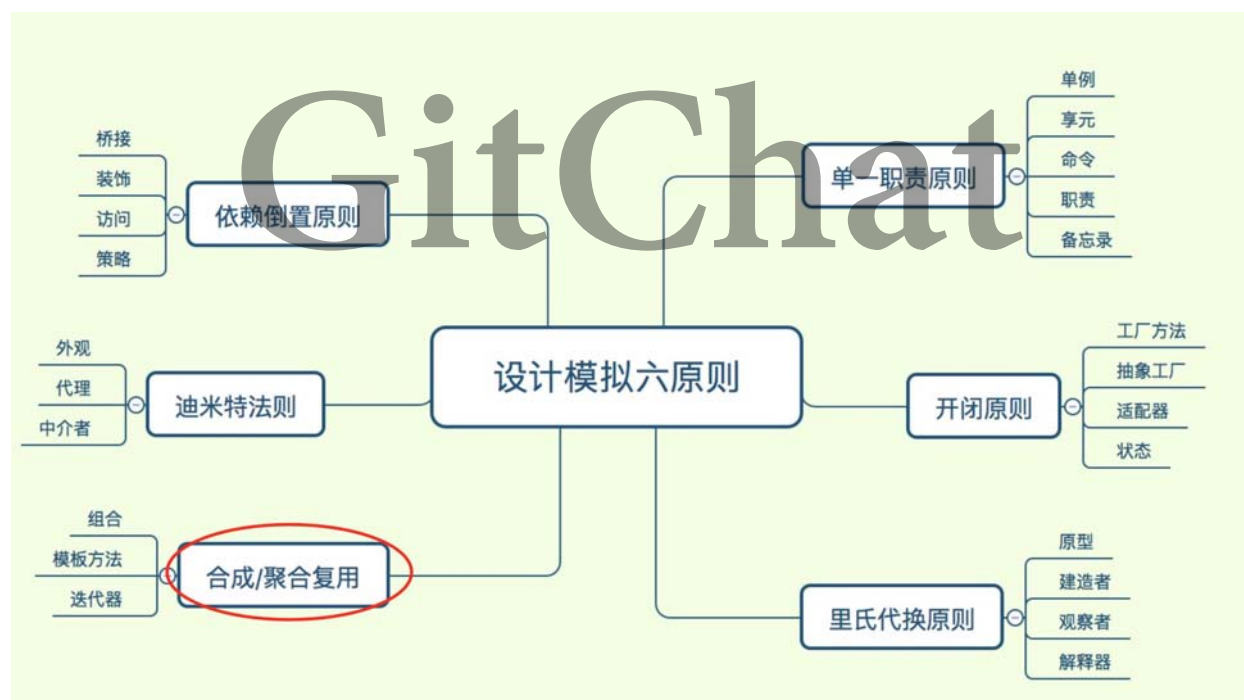 GitChat
设计模拟六原则
单一职责原则
单例
享元
命令
职责
备忘录
开闭原则
工厂方法
抽象工厂
适配器
状态
里氏代换原则
原型
建造者
观察者
解释器
依赖倒置原则
桥接
装饰
访问
策略
迪米特法则
外观
代理
中介者
合成/聚合复用
组合
模板方法
迭代器